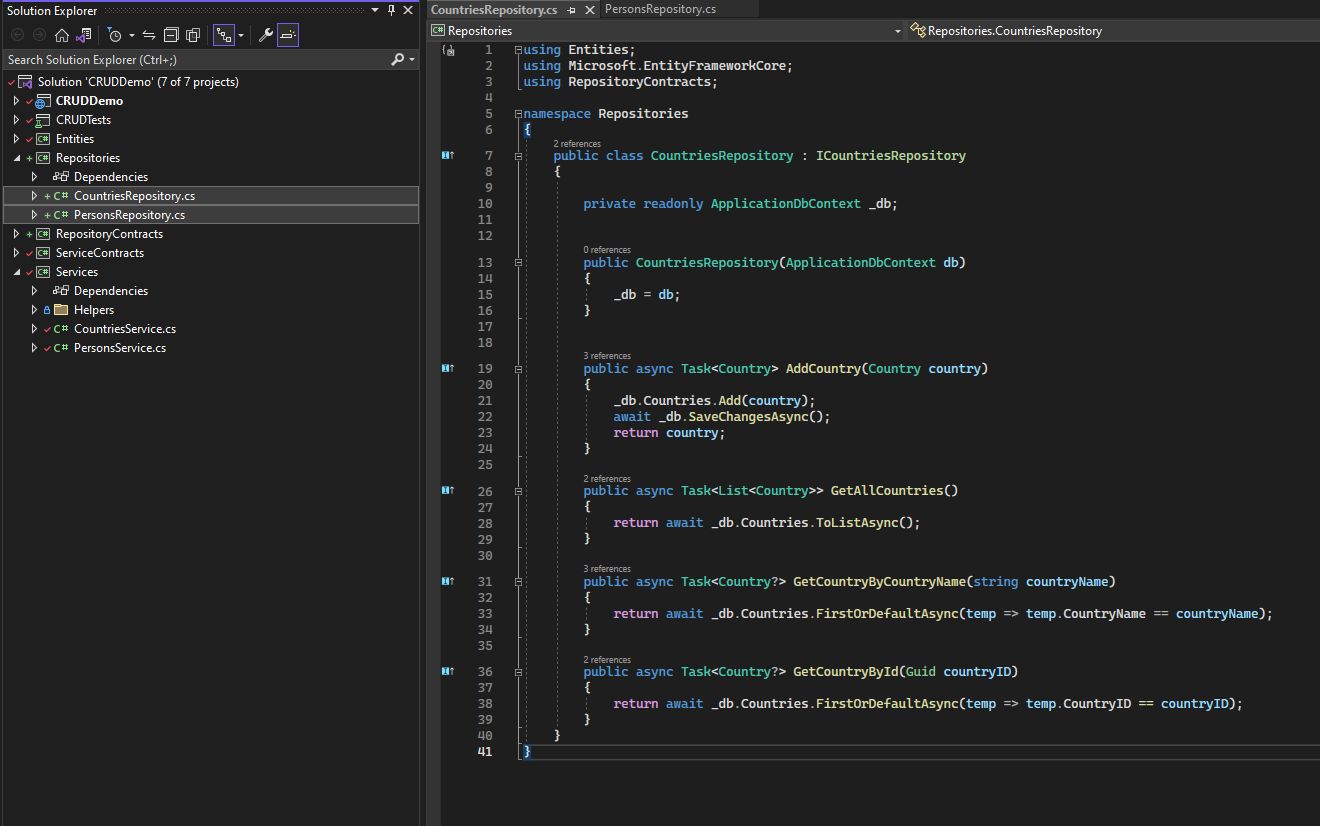 Solution Explorer
Search Solution Explorer (Ctrl+;)
Solution 'CRUDDemo' (7 of 7 projects)
CRUDDemo
CRUDTests
C# Entities
C# Repositories
Dependencies
+ C# CountriesRepository.cs
+ C# PersonsRepository.cs
+ C# RepositoryContracts
C# ServiceContracts
C# Services
Dependencies
Helpers
C# CountriesService.cs
C# PersonsService.cs
CountriesRepository.cs
PersonsRepository.cs
C# Repositories
Repositories.CountriesRepository
1 using Entities;
2 using Microsoft.EntityFrameworkCore;
3 using RepositoryContracts;
4
5 namespace Repositories
6 {
2 references
7 public class CountriesRepository : ICountriesRepository
8 {
9
10 private readonly ApplicationDbContext _db;
11
12
0 references
13 public CountriesRepository(ApplicationDbContext db)
14 {
15 _db = db;
16 }
17
18
3 references
19 public async Task<Country> AddCountry(Country country)
20 {
21 _db.Countries.Add(country);
22 await _db.SaveChangesAsync();
23 return country;
24 }
25
2 references
26 public async Task<List<Country>> GetAllCountries()
27 {
28 return await _db.Countries.ToListAsync();
29 }
30
3 references
31 public async Task<Country?> GetCountryByCountryName(string countryName)
32 {
33 return await _db.Countries.FirstOrDefaultAsync(temp => temp.CountryName == countryName);
34 }
35
2 references
36 public async Task<Country?> GetCountryById(Guid countryID)
37 {
38 return await _db.Countries.FirstOrDefaultAsync(temp => temp.CountryID == countryID);
39 }
40 }
41 }